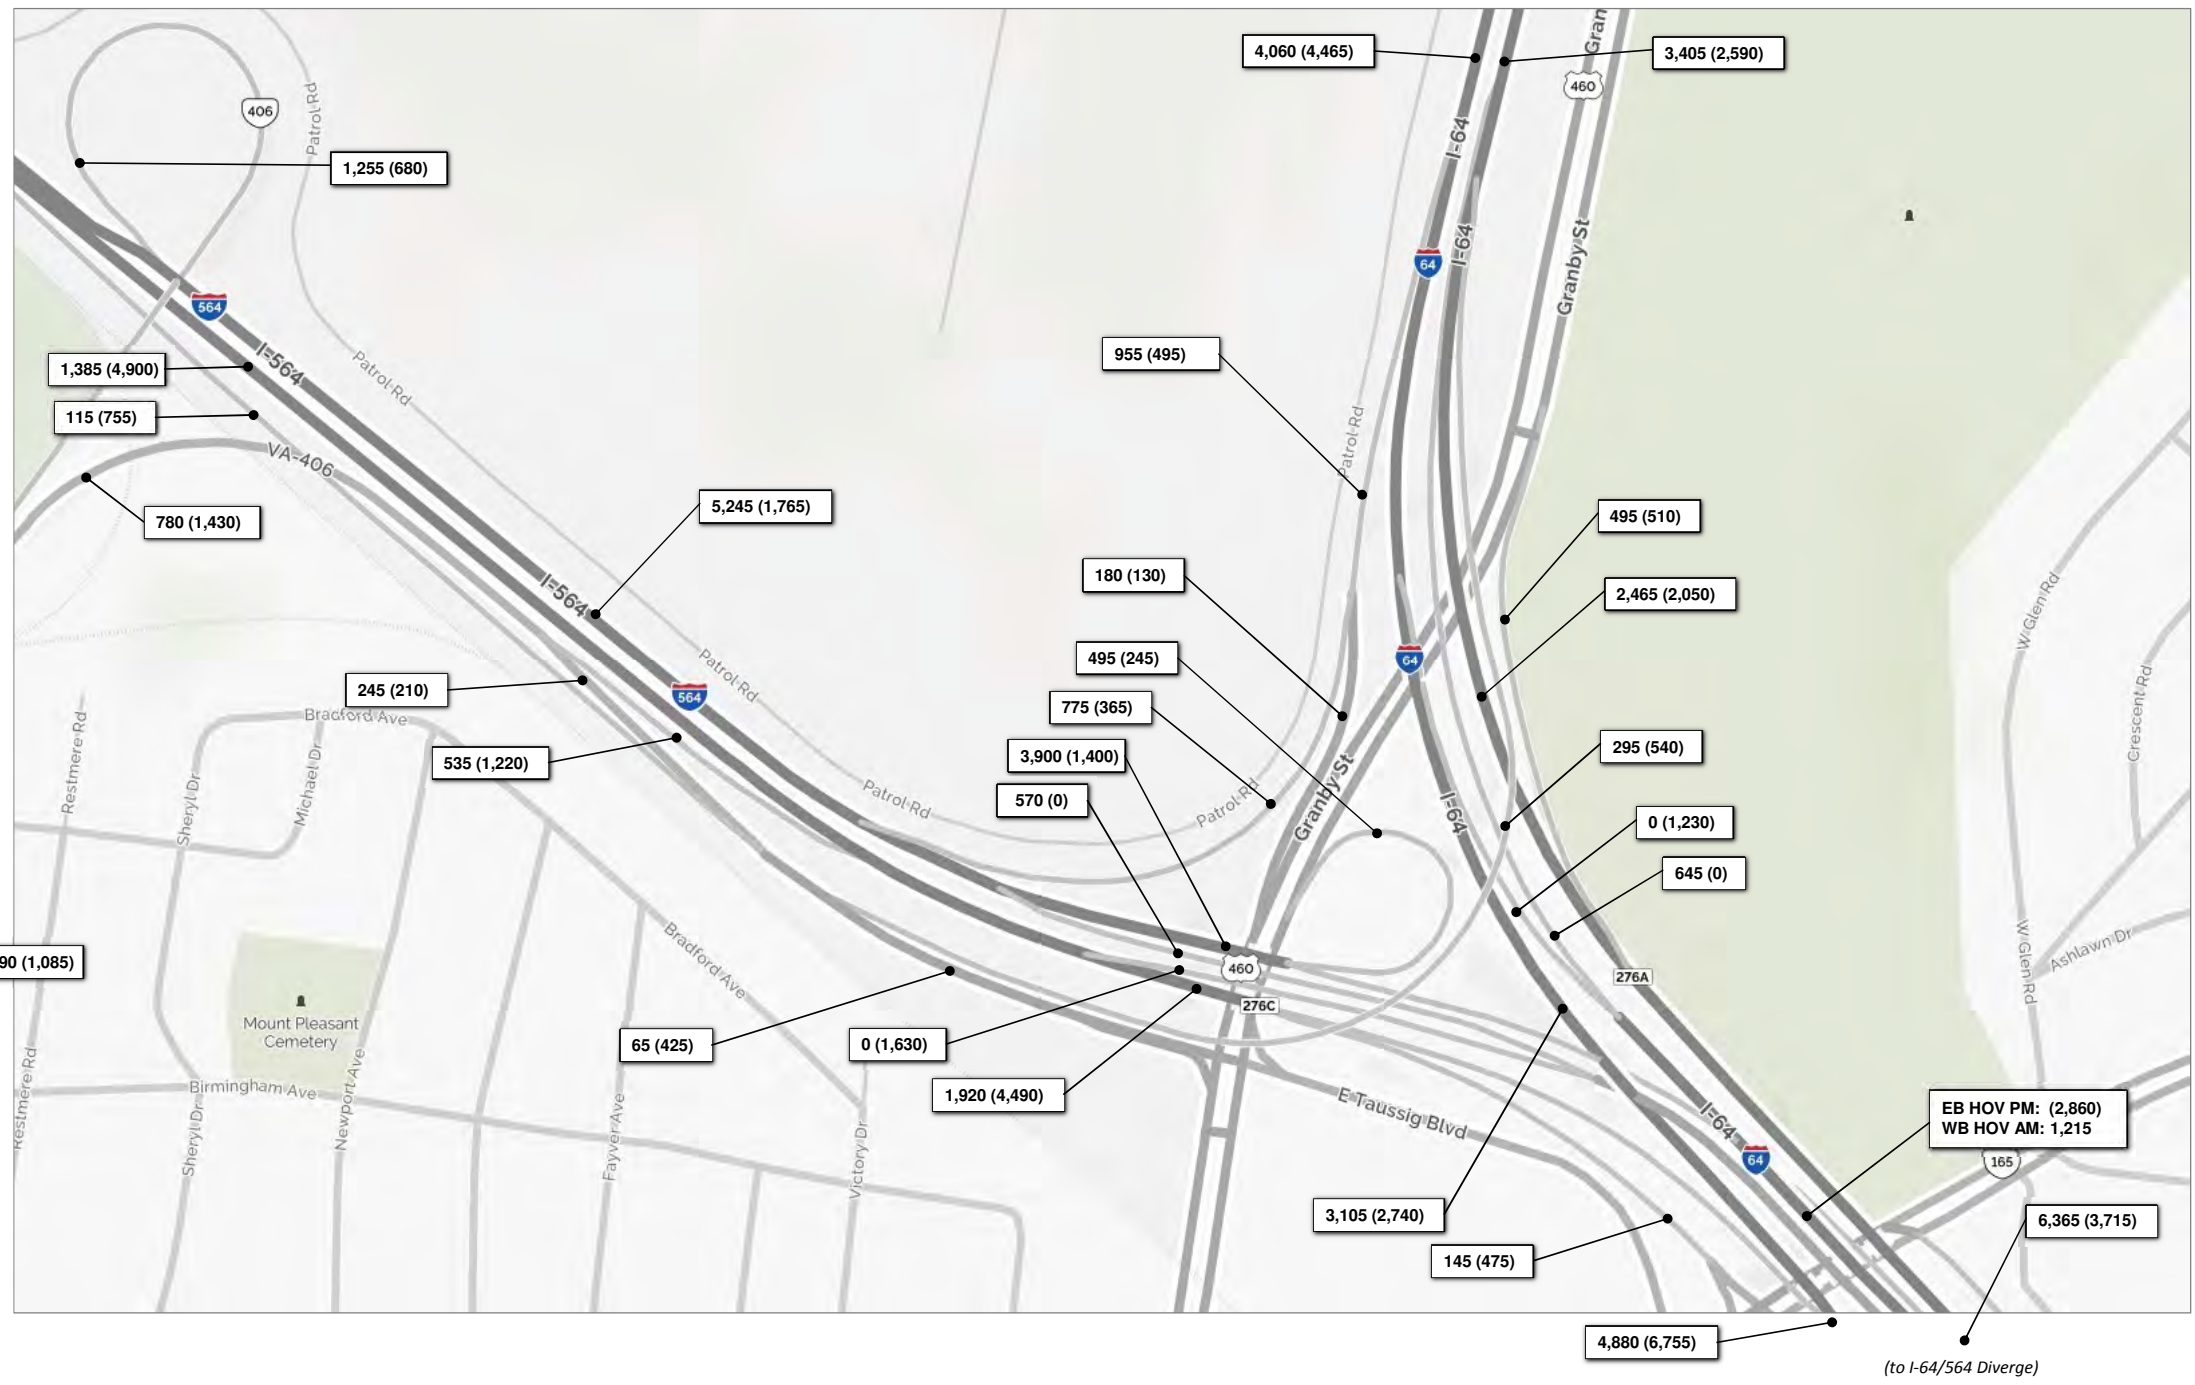 4,060 (4,465)
3,405 (2,590)
Gran
460
406
Patrol Rd
1,255 (680)
I-64
I-64
64
Granby St
564
I-564
Patrol Rd
1,385 (4,900)
115 (755)
VA-406
780 (1,430)
955 (495)
Patrol Rd
5,245 (1,765)
495 (510)
I-564
180 (130)
2,465 (2,050)
W Glen Rd
Crescent Rd
495 (245)
64
Patrol Rd
564
245 (210)
Bradford Ave
775 (365)
Restmere Rd
Sheryl Dr
Michael Dr
535 (1,220)
3,900 (1,400)
295 (540)
570 (0)
Patrol Rd
Patrol Rd
Granby St
I-64
0 (1,230)
645 (0)
90 (1,085)
Bradford Ave
W Glen Rd
Ashlawn Dr
65 (425)
460
276C
276A
Mount Pleasant
Cemetery
0 (1,630)
1,920 (4,490)
Restmere Rd
Birmingham Ave
Sheryl Dr
Newport Ave
Fayver Ave
Victory Dr
E Taussig Blvd
I-64
64
EB HOV PM: (2,860)
WB HOV AM: 1,215
165
3,105 (2,740)
145 (475)
6,365 (3,715)
4,880 (6,755)
(to I-64/564 Diverge)